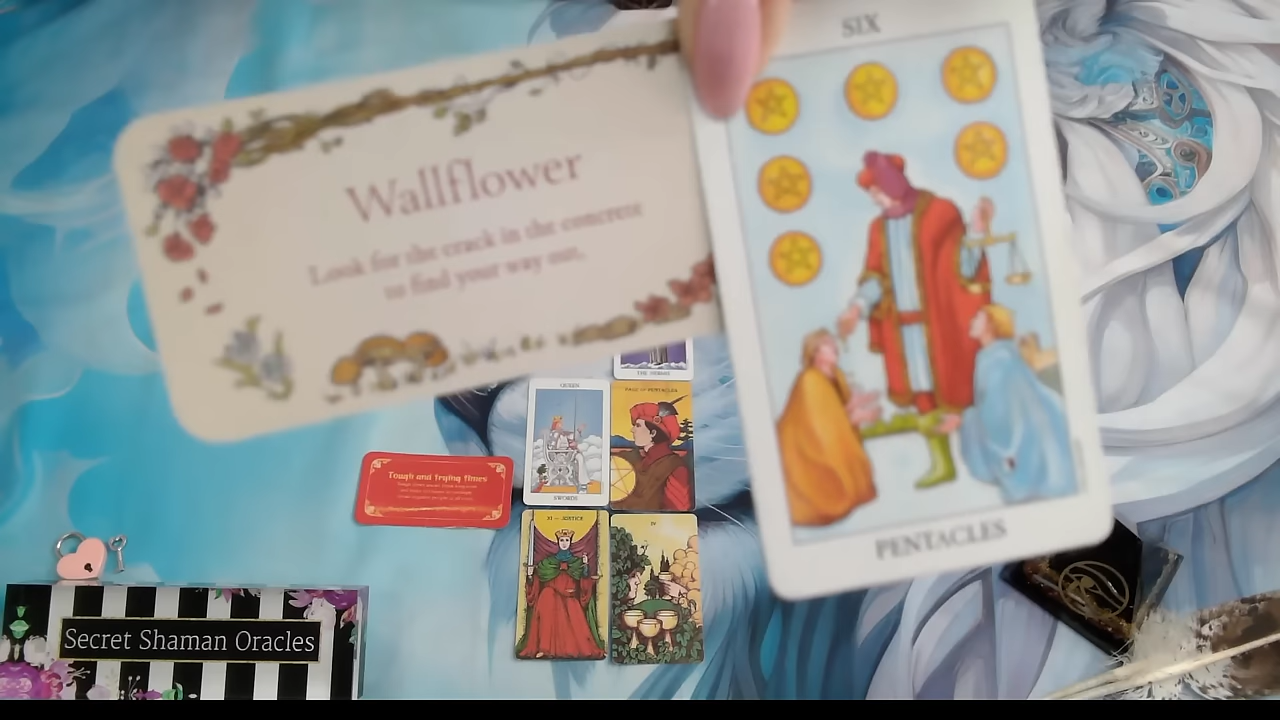 SIX
PENTACLES
Wallflower
Look for the crack in the concrete
to find your way out.
QUEEN
SWORDS
PAGE OF PENTACLES
THE HERMIT
Tough and trying times
XI — JUSTICE
IV
Secret Shaman Oracles